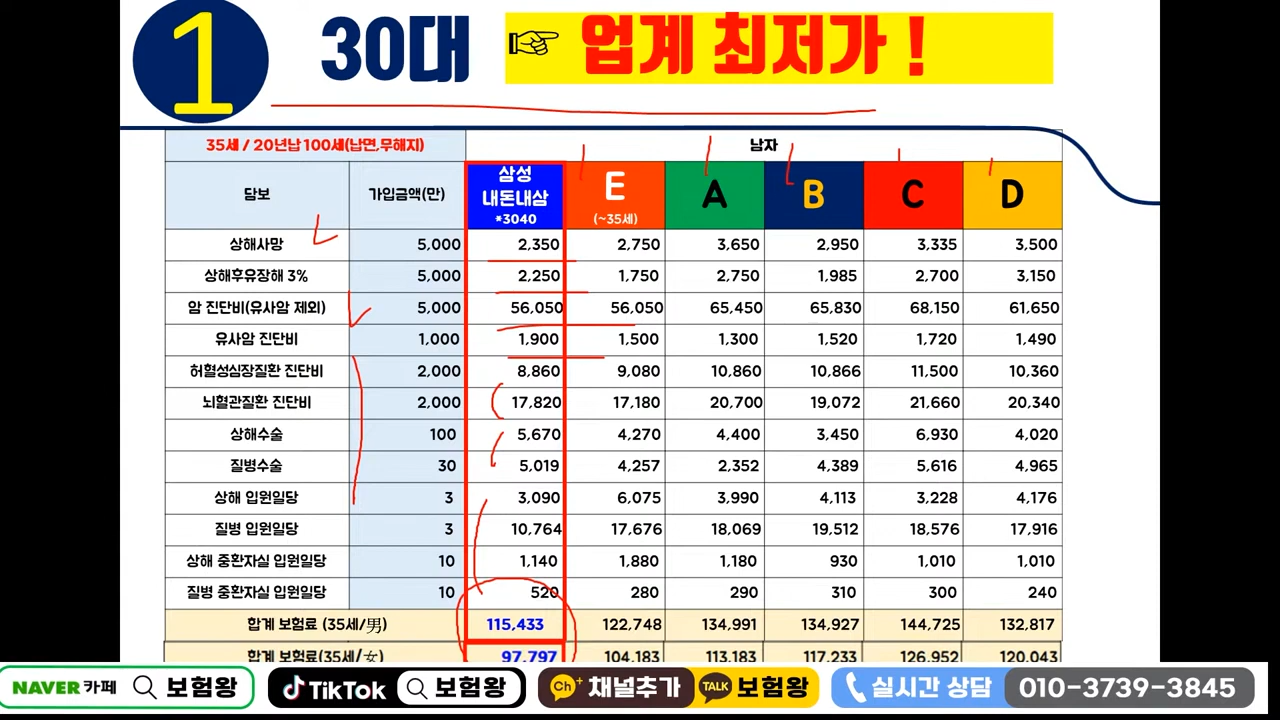 1 30대 ☞ 업계 최저가 !
35세 / 20년납 100세(납면,무해지) 남자
담보 가입금액(만) 삼성 내돈내삼 *3040 E (~35세) A B C D
상해사망 5,000 2,350 2,750 3,650 2,950 3,335 3,500
상해후유장해 3% 5,000 2,250 1,750 2,750 1,985 2,700 3,150
암 진단비(유사암 제외) 5,000 56,050 56,050 65,450 65,830 68,150 61,650
유사암 진단비 1,000 1,900 1,500 1,300 1,520 1,720 1,490
허혈성심장질환 진단비 2,000 8,860 9,080 10,860 10,866 11,500 10,360
뇌혈관질환 진단비 2,000 17,820 17,180 20,700 19,072 21,660 20,340
상해수술 100 5,670 4,270 4,400 3,450 6,930 4,020
질병수술 30 5,019 4,257 2,352 4,389 5,616 4,965
상해 입원일당 3 3,090 6,075 3,990 4,113 3,228 4,176
질병 입원일당 3 10,764 17,676 18,069 19,512 18,576 17,916
상해 중환자실 입원일당 10 1,140 1,880 1,180 930 1,010 1,010
질병 중환자실 입원일당 10 520 280 290 310 300 240
합계 보험료 (35세/男) 115,433 122,748 134,991 134,927 144,725 132,817
합계 보험료(35세/女) 97,797 104,183 113,183 117,233 126,952 120,043
NAVER 카페 보험왕 TikTok 보험왕 Ch+ 채널추가 TALK 보험왕 실시간 상담 010-3739-3845